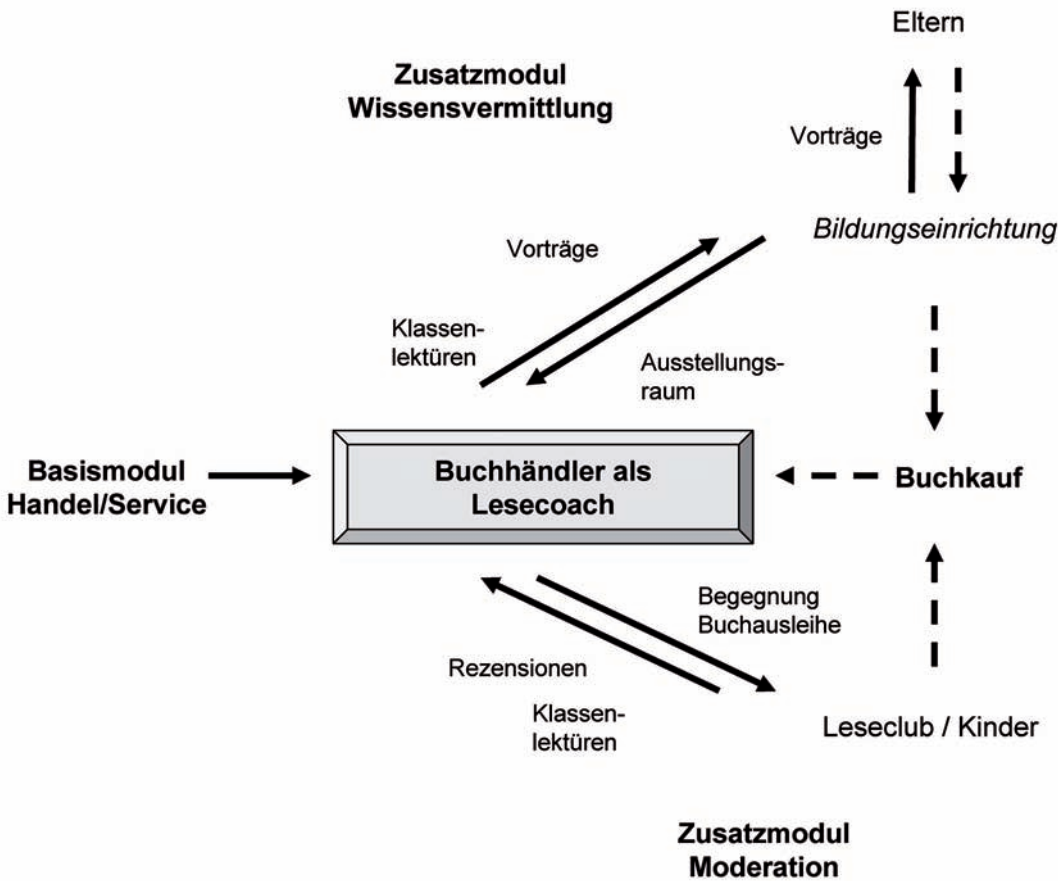 Eltern
Zusatzmodul
Wissensvermittlung
Vorträge
Bildungseinrichtung
Vorträge
Klassen-
lektüren
Ausstellungs-
raum
Basismodul
Handel/Service
Buchhändler als
Lesecoach
Buchkauf
Begegnung
Buchausleihe
Rezensionen
Klassen-
lektüren
Leseclub / Kinder
Zusatzmodul
Moderation